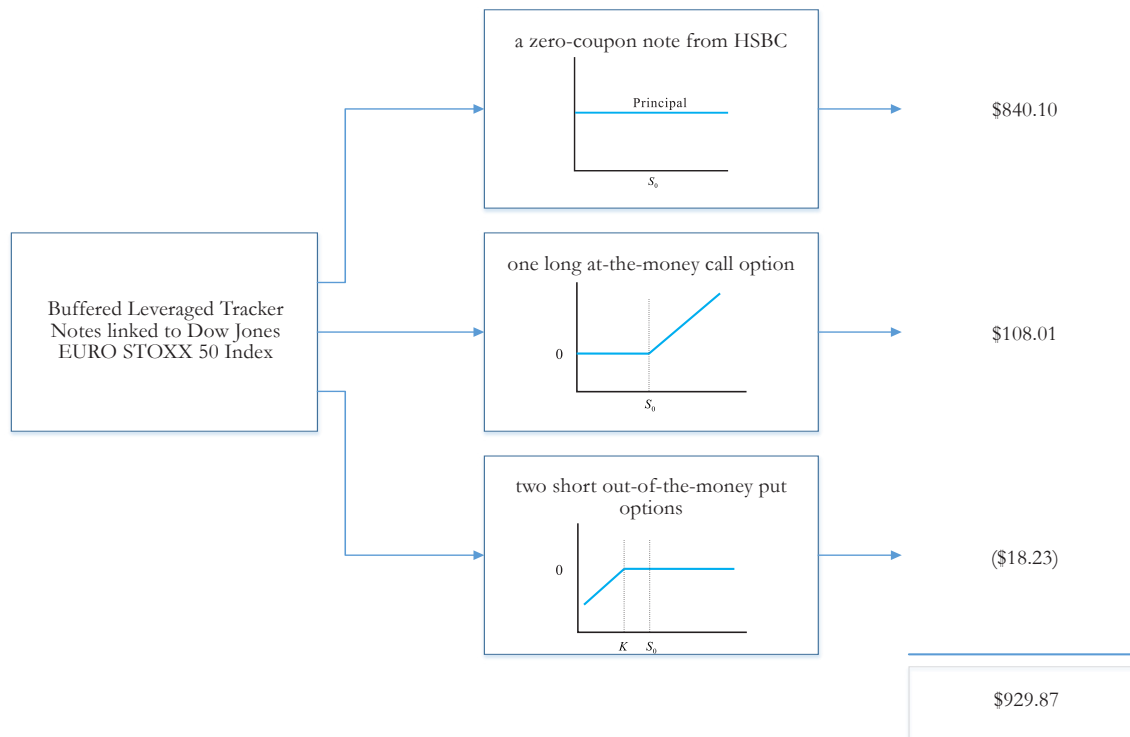 a zero-coupon note from HSBC
Principal
S₀
$840.10
Buffered Leveraged Tracker
Notes linked to Dow Jones
EURO STOXX 50 Index
one long at-the-money call option
0
S₀
$108.01
two short out-of-the-money put
options
0
K S₀
($18.23)
$929.87